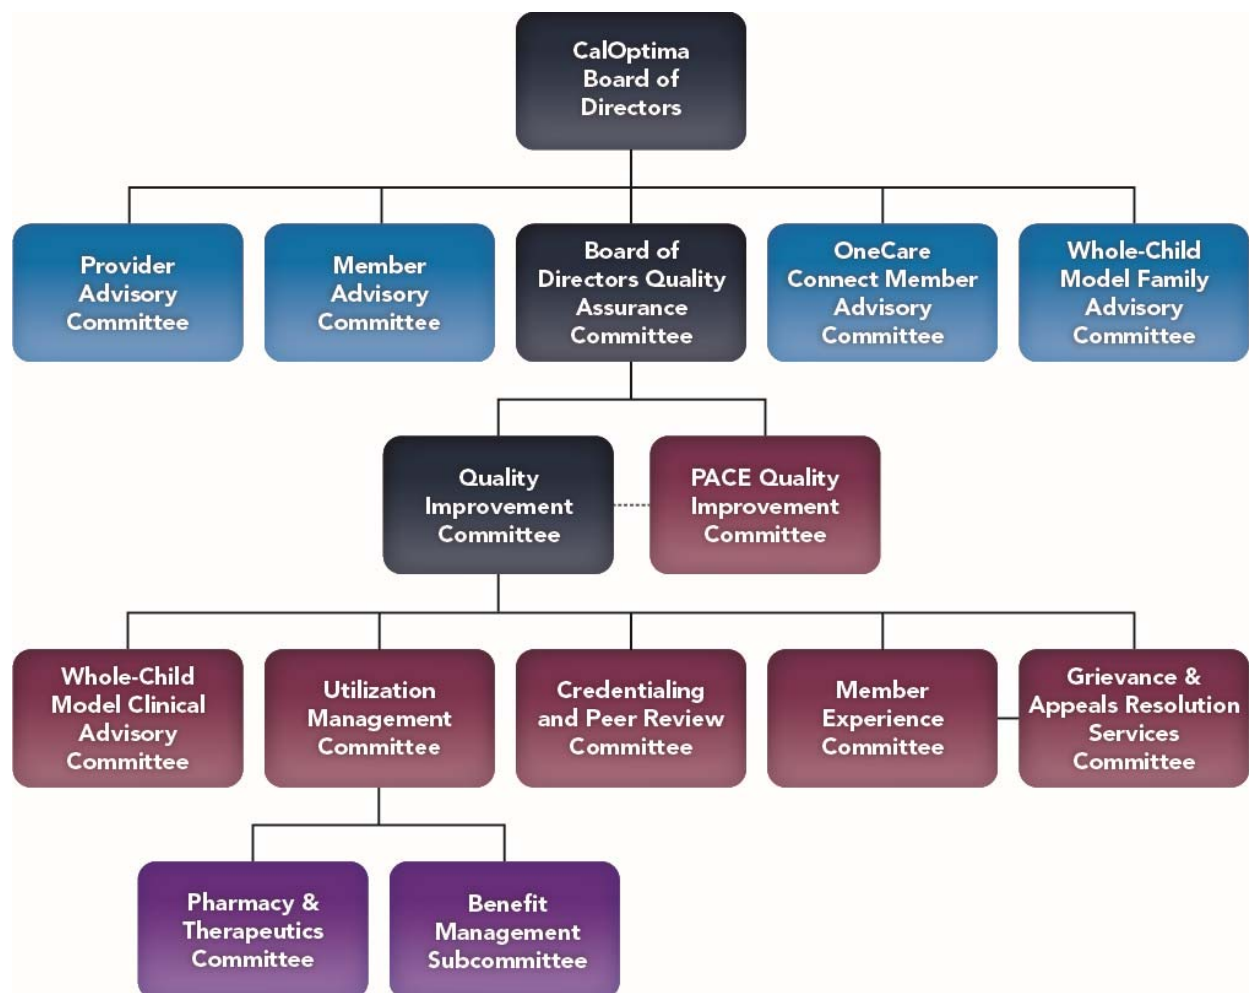 CalOptima
Board of
Directors
Provider
Advisory
Committee
Member
Advisory
Committee
Board of
Directors Quality
Assurance
Committee
OneCare
Connect Member
Advisory
Committee
Whole-Child
Model Family
Advisory
Committee
Quality
Improvement
Committee
PACE Quality
Improvement
Committee
Whole-Child
Model Clinical
Advisory
Committee
Utilization
Management
Committee
Credentialing
and Peer Review
Committee
Member
Experience
Committee
Grievance &
Appeals Resolution
Services
Committee
Pharmacy &
Therapeutics
Committee
Benefit
Management
Subcommittee